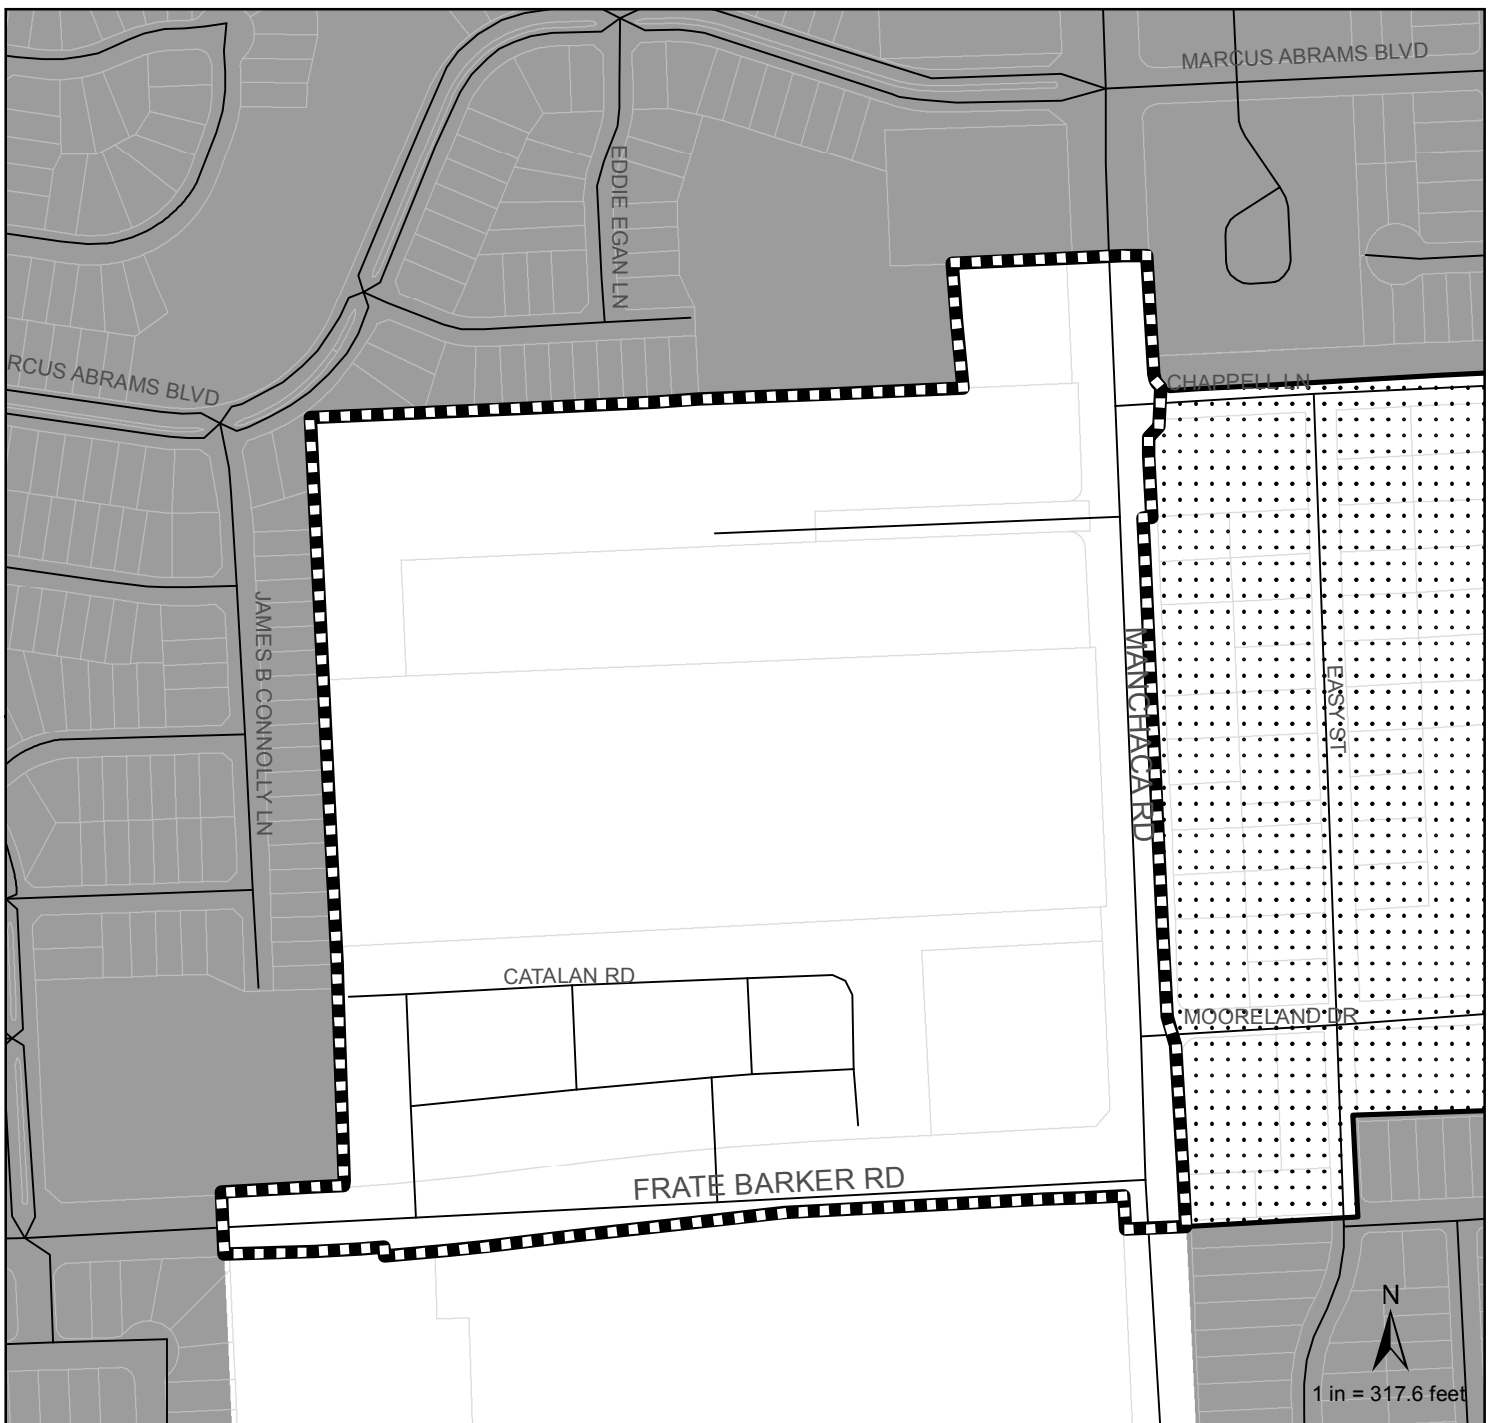 MARCUS ABRAMS BLVD
EDDIE EGAN LN
RCUS ABRAMS BLVD
CHAPPELL LN
JAMES B CONNOLLY LN
MANCHACA RD
EASY ST
CATALAN RD
MOORELAND DR
FRATE BARKER RD
N
1 in = 317.6 feet